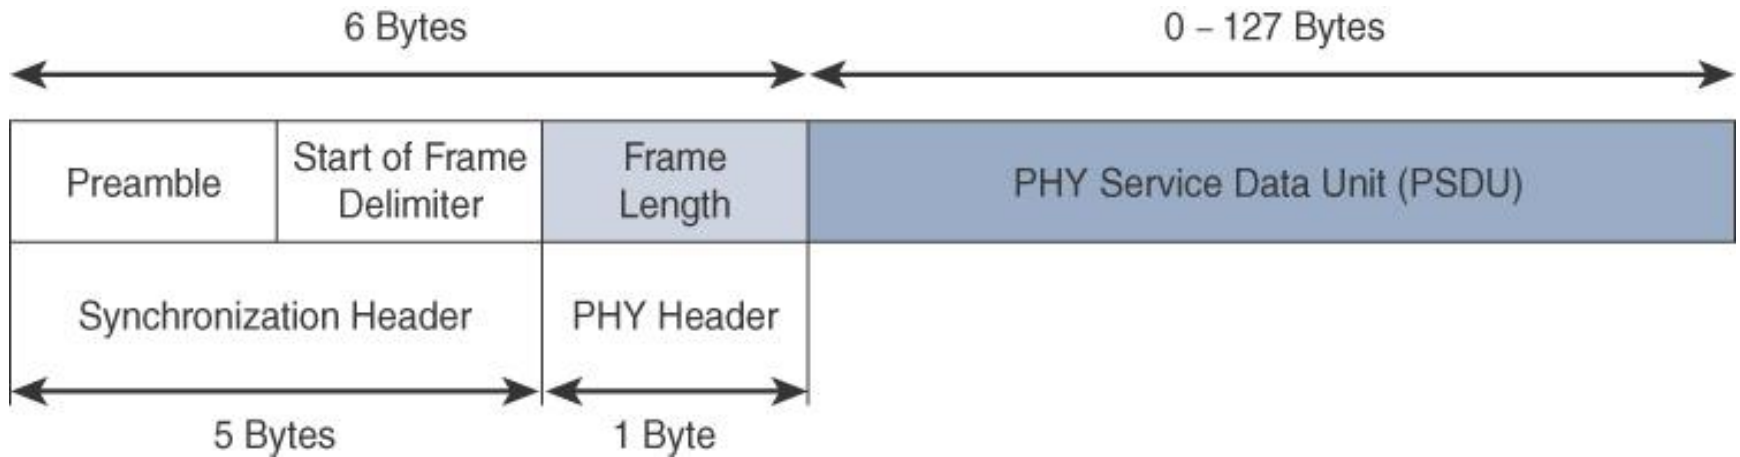 6 Bytes
0 – 127 Bytes
Preamble
Start of Frame
Delimiter
Frame
Length
PHY Service Data Unit (PSDU)
Synchronization Header
PHY Header
5 Bytes
1 Byte